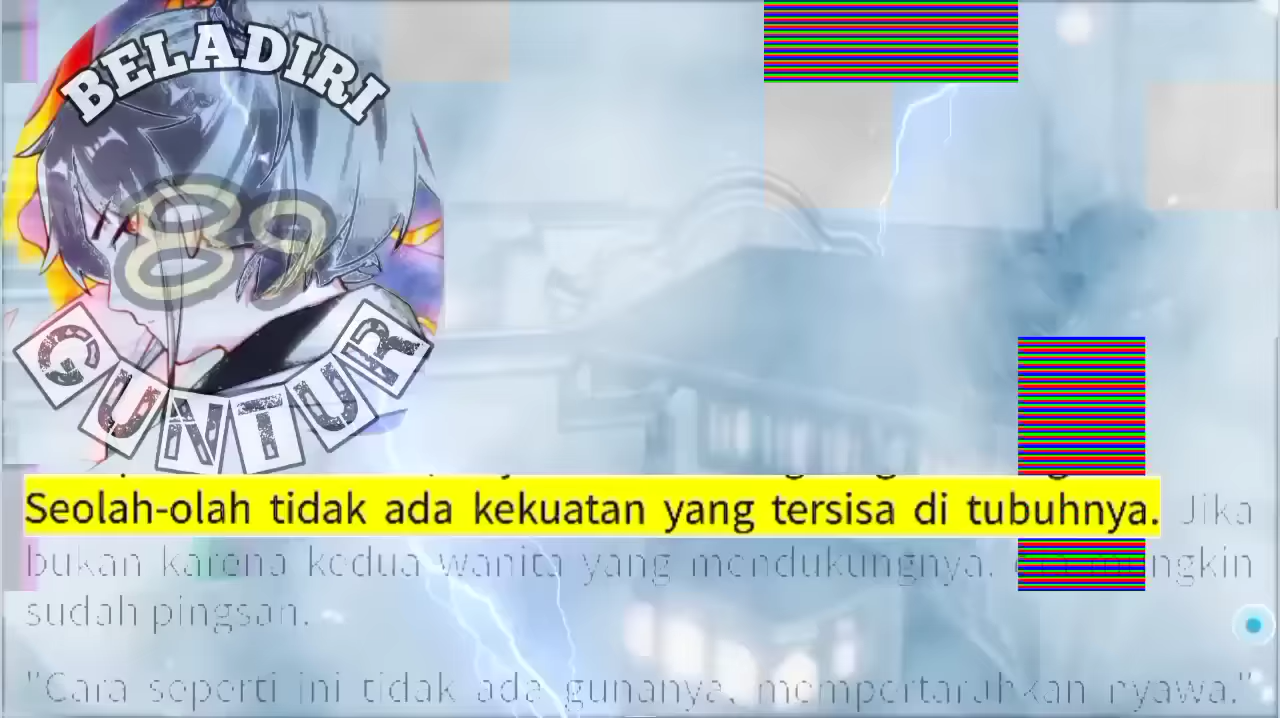 BELADIRI
89
GUNTUR
Seolah-olah tidak ada kekuatan yang tersisa di tubuhnya. Jika
bukan karena kedua wanita yang mendukungnya, mungkin
sudah pingsan.
"Cara seperti ini tidak ada gunanya, mempertaruhkan nyawa."